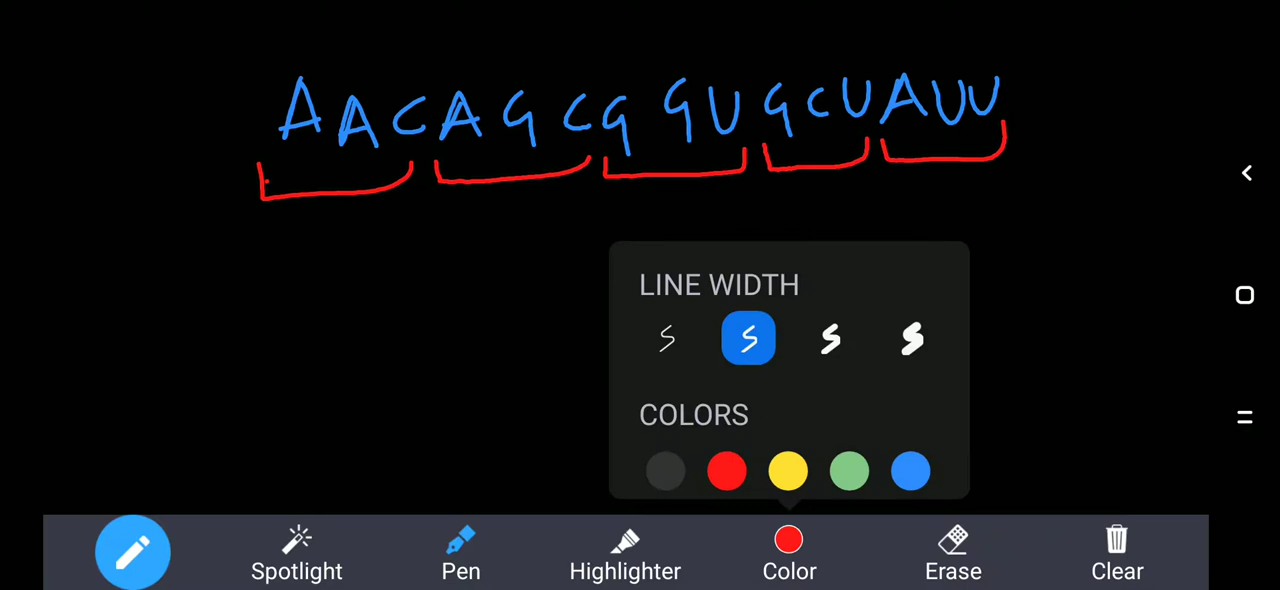 AACAGCGGUGCUAUU
LINE WIDTH
COLORS
Spotlight Pen Highlighter Color Erase Clear